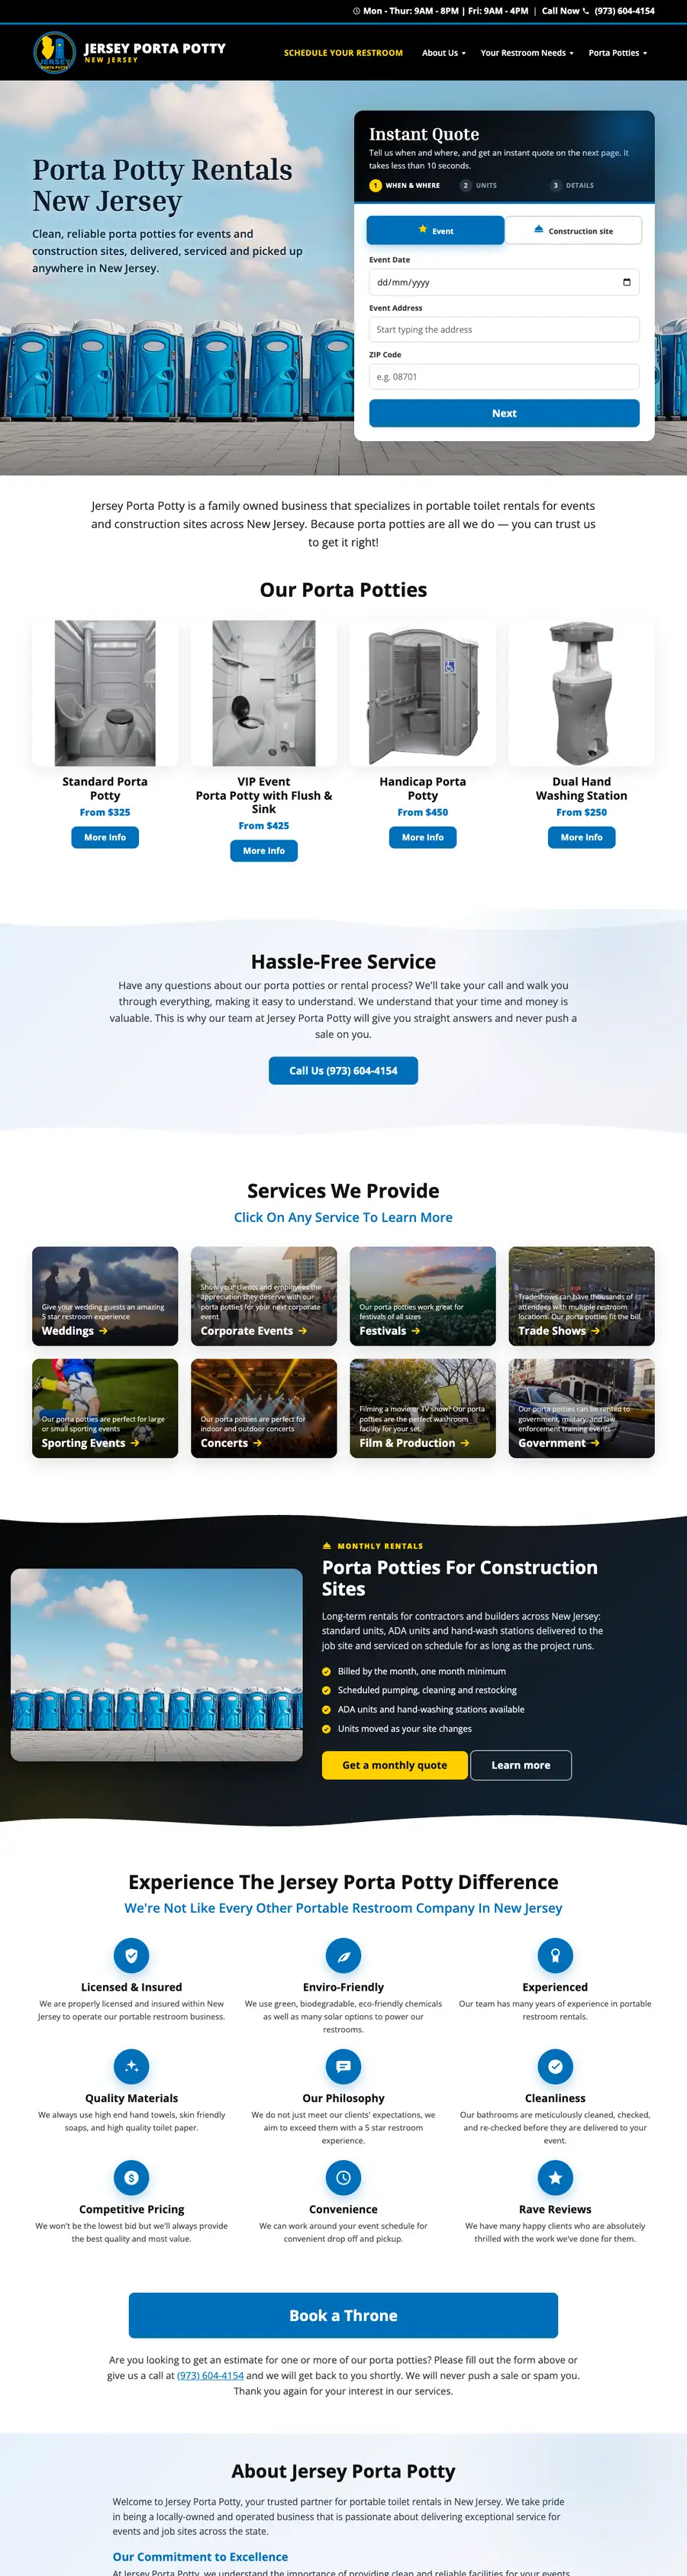 Mon - Thur: 9AM - 8PM | Fri: 9AM - 4PM | Call Now (973) 604-4154
JERSEY PORTA POTTY
NEW JERSEY
SCHEDULE YOUR RESTROOM
About Us
Your Restroom Needs
Porta Potties
Porta Potty Rentals
New Jersey
Clean, reliable porta potties for events and
construction sites, delivered, serviced and picked up
anywhere in New Jersey.
Instant Quote
Tell us when and where, and get an instant quote on the next page. It
takes less than 10 seconds.
1 WHEN & WHERE
2 UNITS
3 DETAILS
Event
Construction site
Event Date
dd/mm/yyyy
Event Address
Start typing the address
ZIP Code
e.g. 08701
Next
Jersey Porta Potty is a family owned business that specializes in portable toilet rentals for events
and construction sites across New Jersey. Because porta potties are all we do — you can trust us
to get it right!
Our Porta Potties
Standard Porta
Potty
From $325
More Info
VIP Event
Porta Potty with Flush &
Sink
From $425
More Info
Handicap Porta
Potty
From $450
More Info
Dual Hand
Washing Station
From $250
More Info
Hassle-Free Service
Have any questions about our porta potties or rental process? We'll take your call and walk you
through everything, making it easy to understand. We understand that your time and money is
valuable. This is why our team at Jersey Porta Potty will give you straight answers and never push a
sale on you.
Call Us (973) 604-4154
Services We Provide
Click On Any Service To Learn More
Give your wedding guests an amazing
5 star restroom experience
Weddings
Show your clients and employees the
appreciation they deserve with our
porta potties for your next corporate
event
Corporate Events
Our porta potties work great for
festivals of all sizes
Festivals
Tradeshows can have thousands of
attendees with multiple restroom
locations. Our porta potties fit the bill.
Trade Shows
Our porta potties are perfect for large
or small sporting events
Sporting Events
Our porta potties are perfect for
indoor and outdoor concerts
Concerts
Filming a movie or TV show? Our porta
potties are the perfect washroom
facility for your set.
Film & Production
Our porta potties can be rented to
government, military, and law
enforcement training events
Government
MONTHLY RENTALS
Porta Potties For Construction
Sites
Long-term rentals for contractors and builders across New Jersey:
standard units, ADA units and hand-wash stations delivered to the
job site and serviced on schedule for as long as the project runs.
Billed by the month, one month minimum
Scheduled pumping, cleaning and restocking
ADA units and hand-washing stations available
Units moved as your site changes
Get a monthly quote
Learn more
Experience The Jersey Porta Potty Difference
We're Not Like Every Other Portable Restroom Company In New Jersey
Licensed & Insured
We are properly licensed and insured within New
Jersey to operate our portable restroom business.
Enviro-Friendly
We use green, biodegradable, eco-friendly chemicals
as well as many solar options to power our
restrooms.
Experienced
Our team has many years of experience in portable
restroom rentals.
Quality Materials
We always use high end hand towels, skin friendly
soaps, and high quality toilet paper.
Our Philosophy
We do not just meet our clients' expectations, we
aim to exceed them with a 5 star restroom
experience.
Cleanliness
Our bathrooms are meticulously cleaned, checked,
and re-checked before they are delivered to your
event.
Competitive Pricing
We won't be the lowest bid but we'll always provide
the best quality and most value.
Convenience
We can work around your event schedule for
convenient drop off and pickup.
Rave Reviews
We have many happy clients who are absolutely
thrilled with the work we've done for them.
Book a Throne
Are you looking to get an estimate for one or more of our porta potties? Please fill out the form above or
give us a call at (973) 604-4154 and we will get back to you shortly. We will never push a sale or spam you.
Thank you again for your interest in our services.
About Jersey Porta Potty
Welcome to Jersey Porta Potty, your trusted partner for portable toilet rentals in New Jersey. We take pride
in being a locally-owned and operated business that is passionate about delivering exceptional service for
events and job sites across the state.
Our Commitment to Excellence
At Jersey Porta Potty, we understand the importance of providing clean and reliable facilities for your events